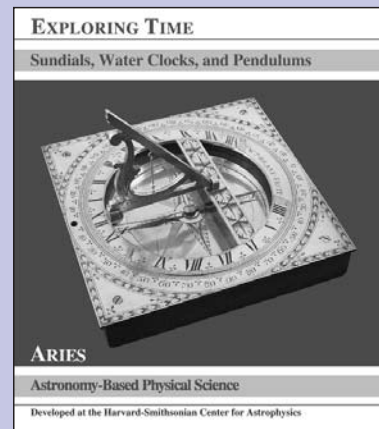 EXPLORING TIME
Sundials, Water Clocks, and Pendulums
ARIES
Astronomy-Based Physical Science
Developed at the Harvard-Smithsonian Center for Astrophysics